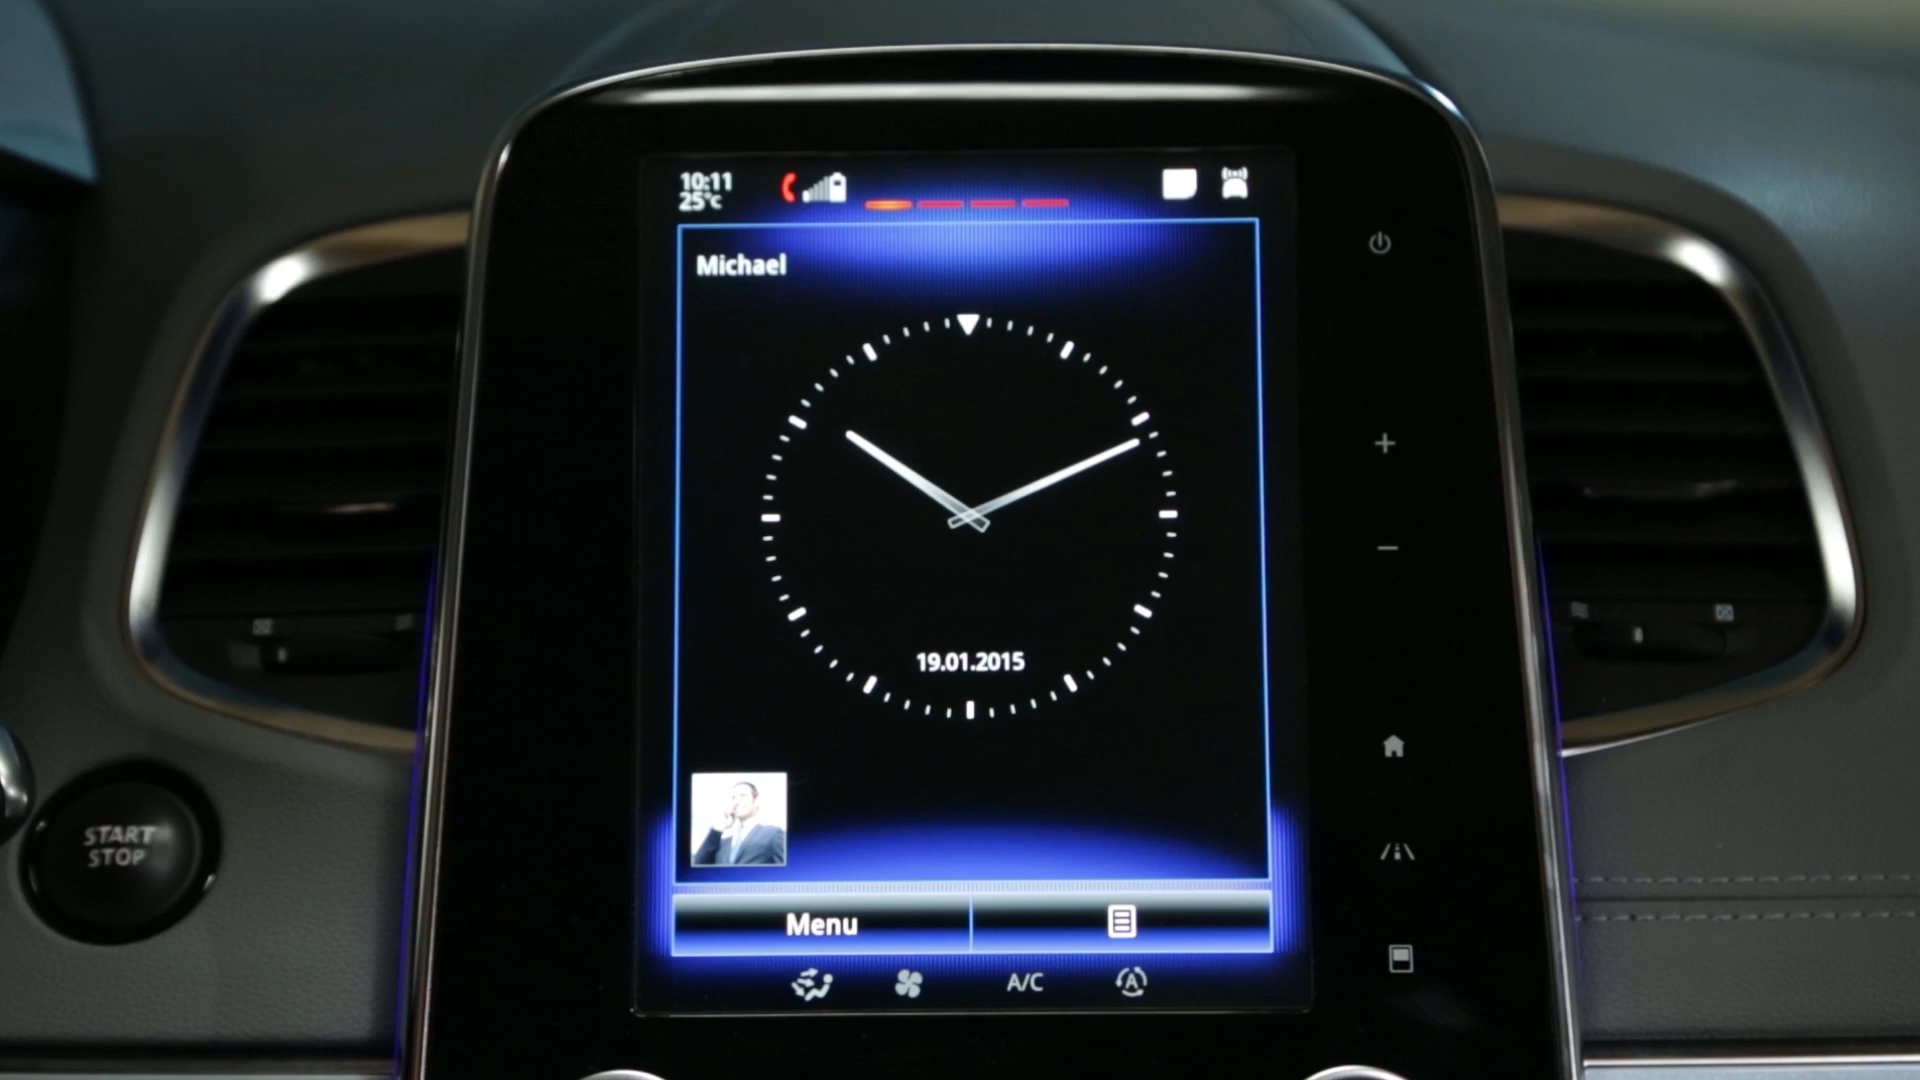 10:11
25°c
Michael
19.01.2015
Menu
A/C
A
START
STOP